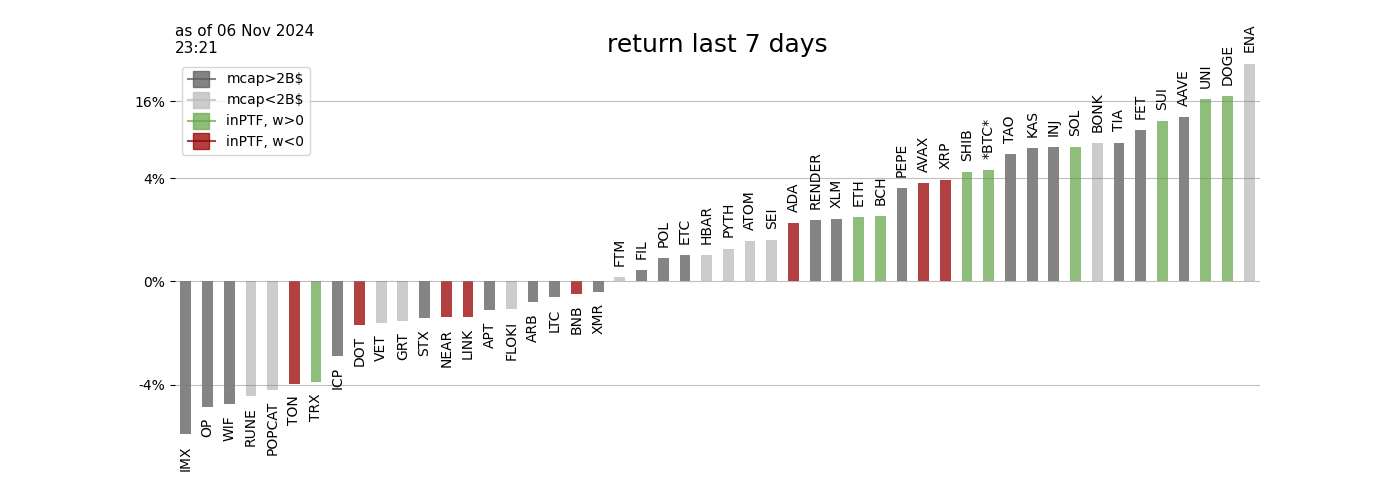 as of 06 Nov 2024
23:21
return last 7 days
mcap>2B$
mcap<2B$
inPTF, w>0
inPTF, w<0
16%
4%
0%
-4%
IMX
OP
WIF
RUNE
POPCAT
TON
TRX
ICP
DOT
VET
GRT
STX
NEAR
LINK
APT
FLOKI
ARB
LTC
BNB
XMR
FTM
FIL
POL
ETC
HBAR
PYTH
ATOM
SEI
ADA
RENDER
XLM
ETH
BCH
PEPE
AVAX
XRP
SHIB
*BTC*
TAO
KAS
INJ
SOL
BONK
TIA
FET
SUI
AAVE
UNI
DOGE
ENA